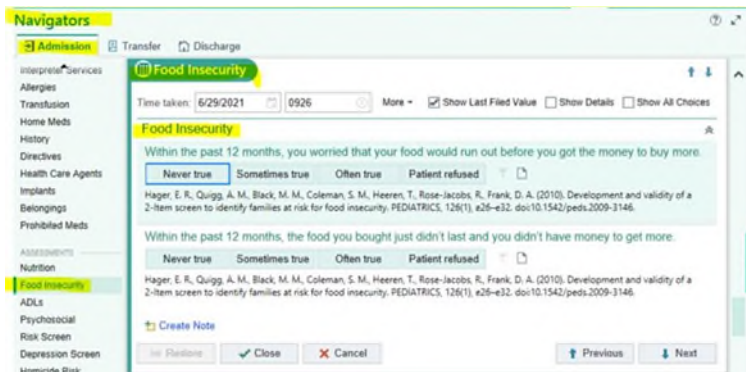 Navigators
Admission Transfer Discharge
Interpreter Services
Allergies
Transfusion
Home Meds
History
Directives
Health Care Agents
Implants
Belongings
Prohibited Meds
ASSESSMENTS
Nutrition
Food Insecurity
ADLs
Psychosocial
Risk Screen
Depression Screen
Homicide Risk
Food Insecurity
Time taken: 6/29/2021 0926 More Show Last Filed Value Show Details Show All Choices
Food Insecurity
Within the past 12 months, you worried that your food would run out before you got the money to buy more.
Never true Sometimes true Often true Patient refused
Hager, E. R., Quigg, A. M., Black, M. M., Coleman, S. M., Heeren, T., Rose-Jacobs, R., Frank, D. A. (2010). Development and validity of a
2-Item screen to identify families at risk for food insecurity. PEDIATRICS, 126(1), e26-e32. doi:10.1542/peds.2009-3146.
Within the past 12 months, the food you bought just didn't last and you didn't have money to get more.
Never true Sometimes true Often true Patient refused
Hager, E. R., Quigg, A. M., Black, M. M., Coleman, S. M., Heeren, T., Rose-Jacobs, R., Frank, D. A. (2010). Development and validity of a
2-Item screen to identify families at risk for food insecurity. PEDIATRICS, 126(1), e26-e32. doi:10.1542/peds.2009-3146.
Create Note
Restore Close Cancel Previous Next